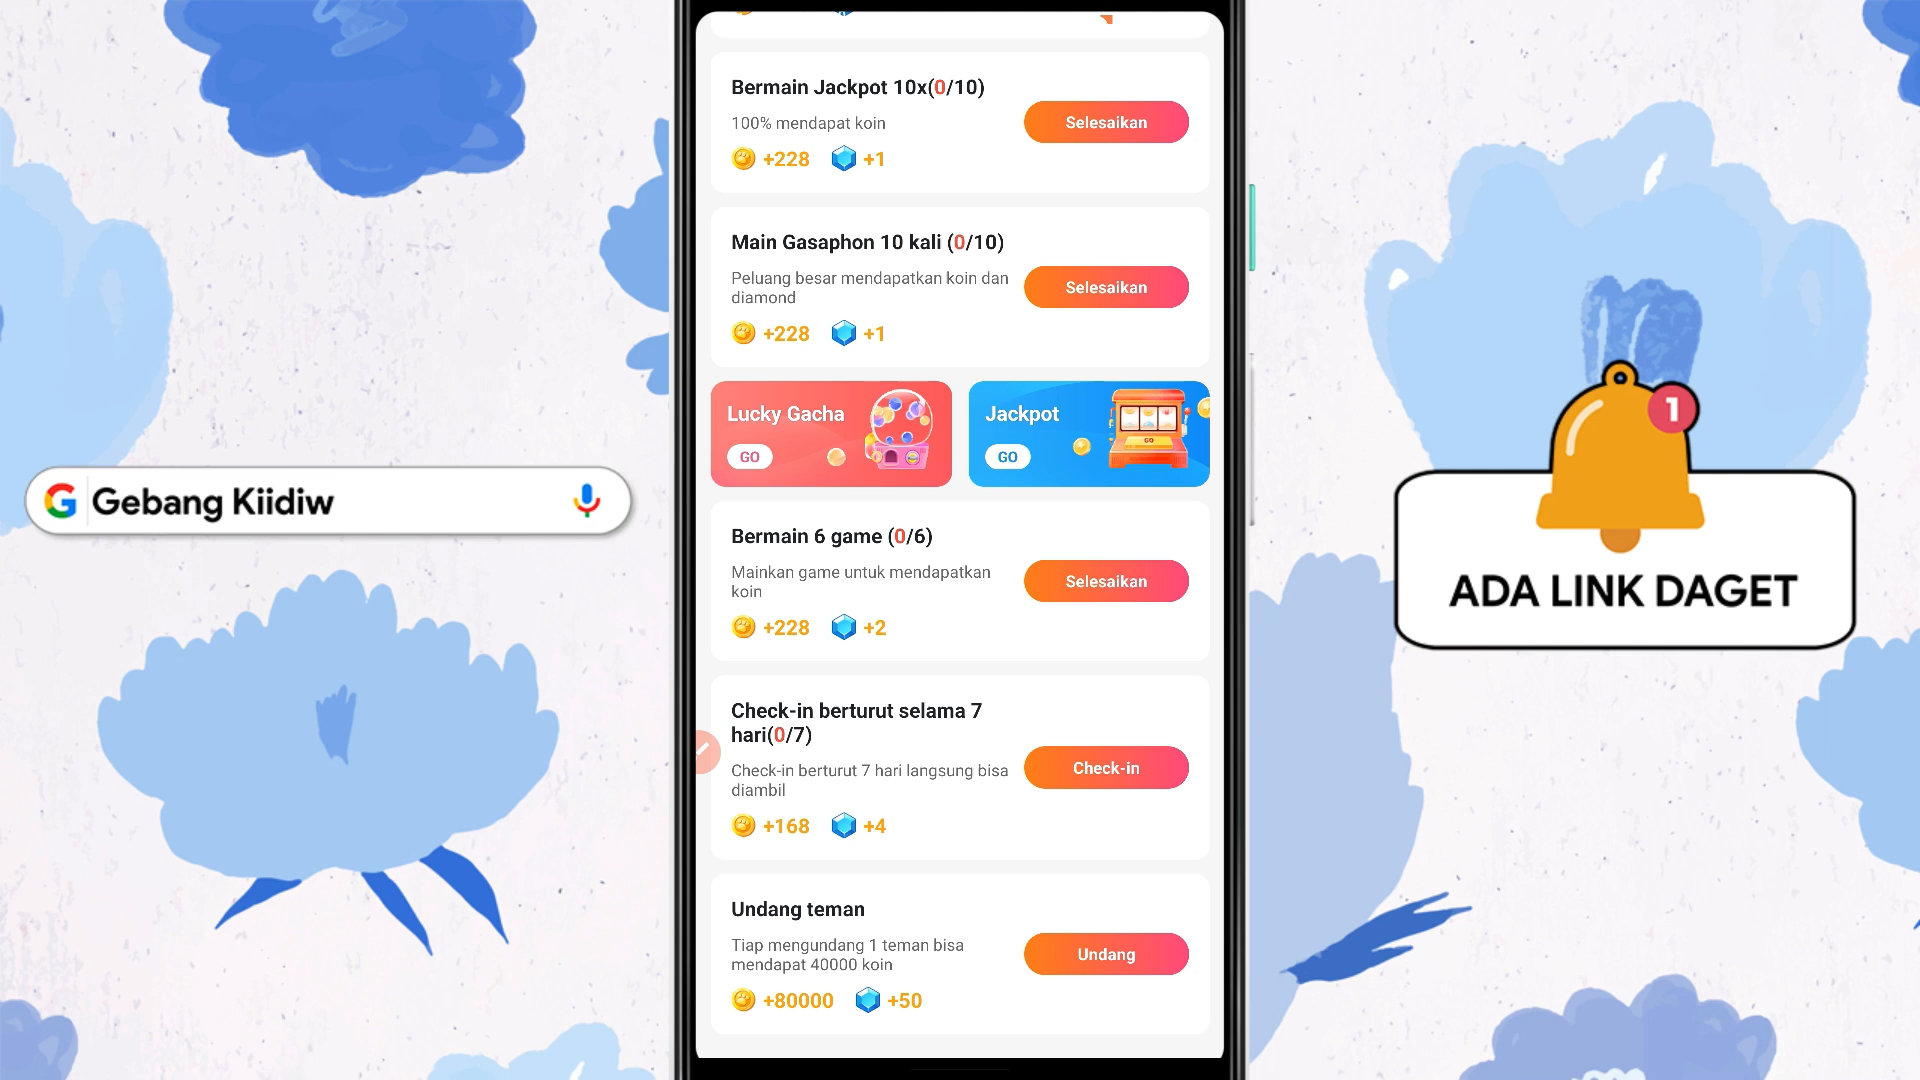 Gebang Kiidiw
Bermain Jackpot 10x(0/10)
100% mendapat koin
+228 +1
Selesaikan
Main Gasaphon 10 kali (0/10)
Peluang besar mendapatkan koin dan
diamond
+228 +1
Selesaikan
Lucky Gacha
GO
Jackpot
GO
GO
Bermain 6 game (0/6)
Mainkan game untuk mendapatkan
koin
+228 +2
Selesaikan
Check-in berturut selama 7
hari(0/7)
Check-in berturut 7 hari langsung bisa
diambil
+168 +4
Check-in
Undang teman
Tiap mengundang 1 teman bisa
mendapat 40000 koin
+80000 +50
Undang
1
ADA LINK DAGET